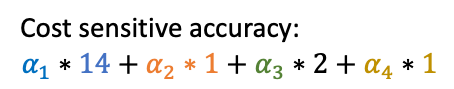 Cost sensitive accuracy:
α₁ * 14 + α₂ * 1 + α₃ * 2 + α₄ * 1